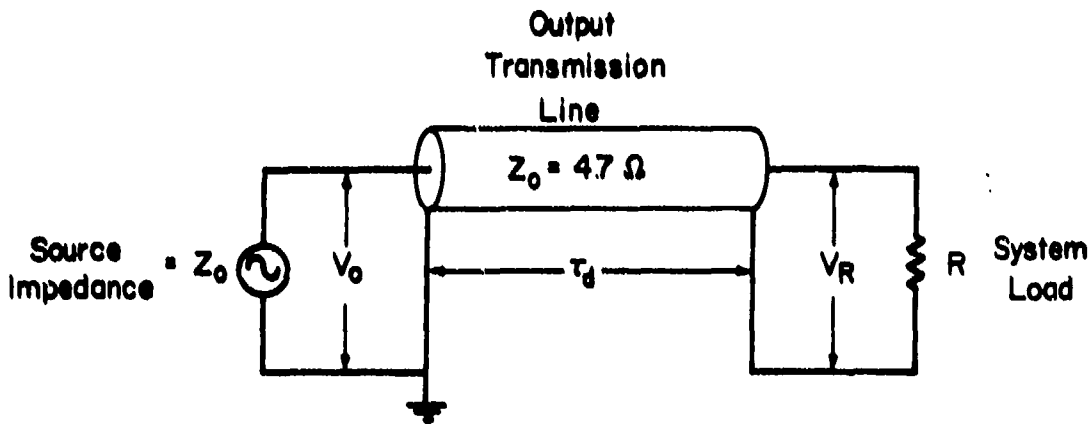 Output
Transmission
Line
Z₀ = 4.7 Ω
Source
Impedance = Z₀
V₀
τd
VR
R
System
Load